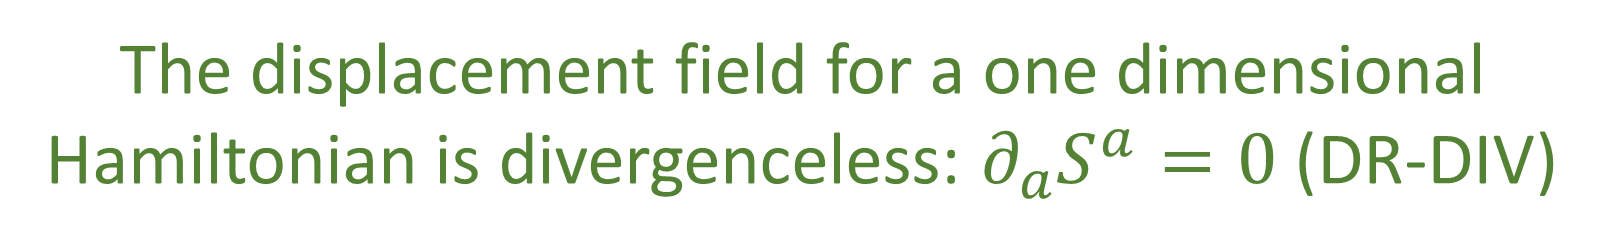 The displacement field for a one dimensional
Hamiltonian is divergenceless: ∂ₐSᵃ = 0 (DR-DIV)